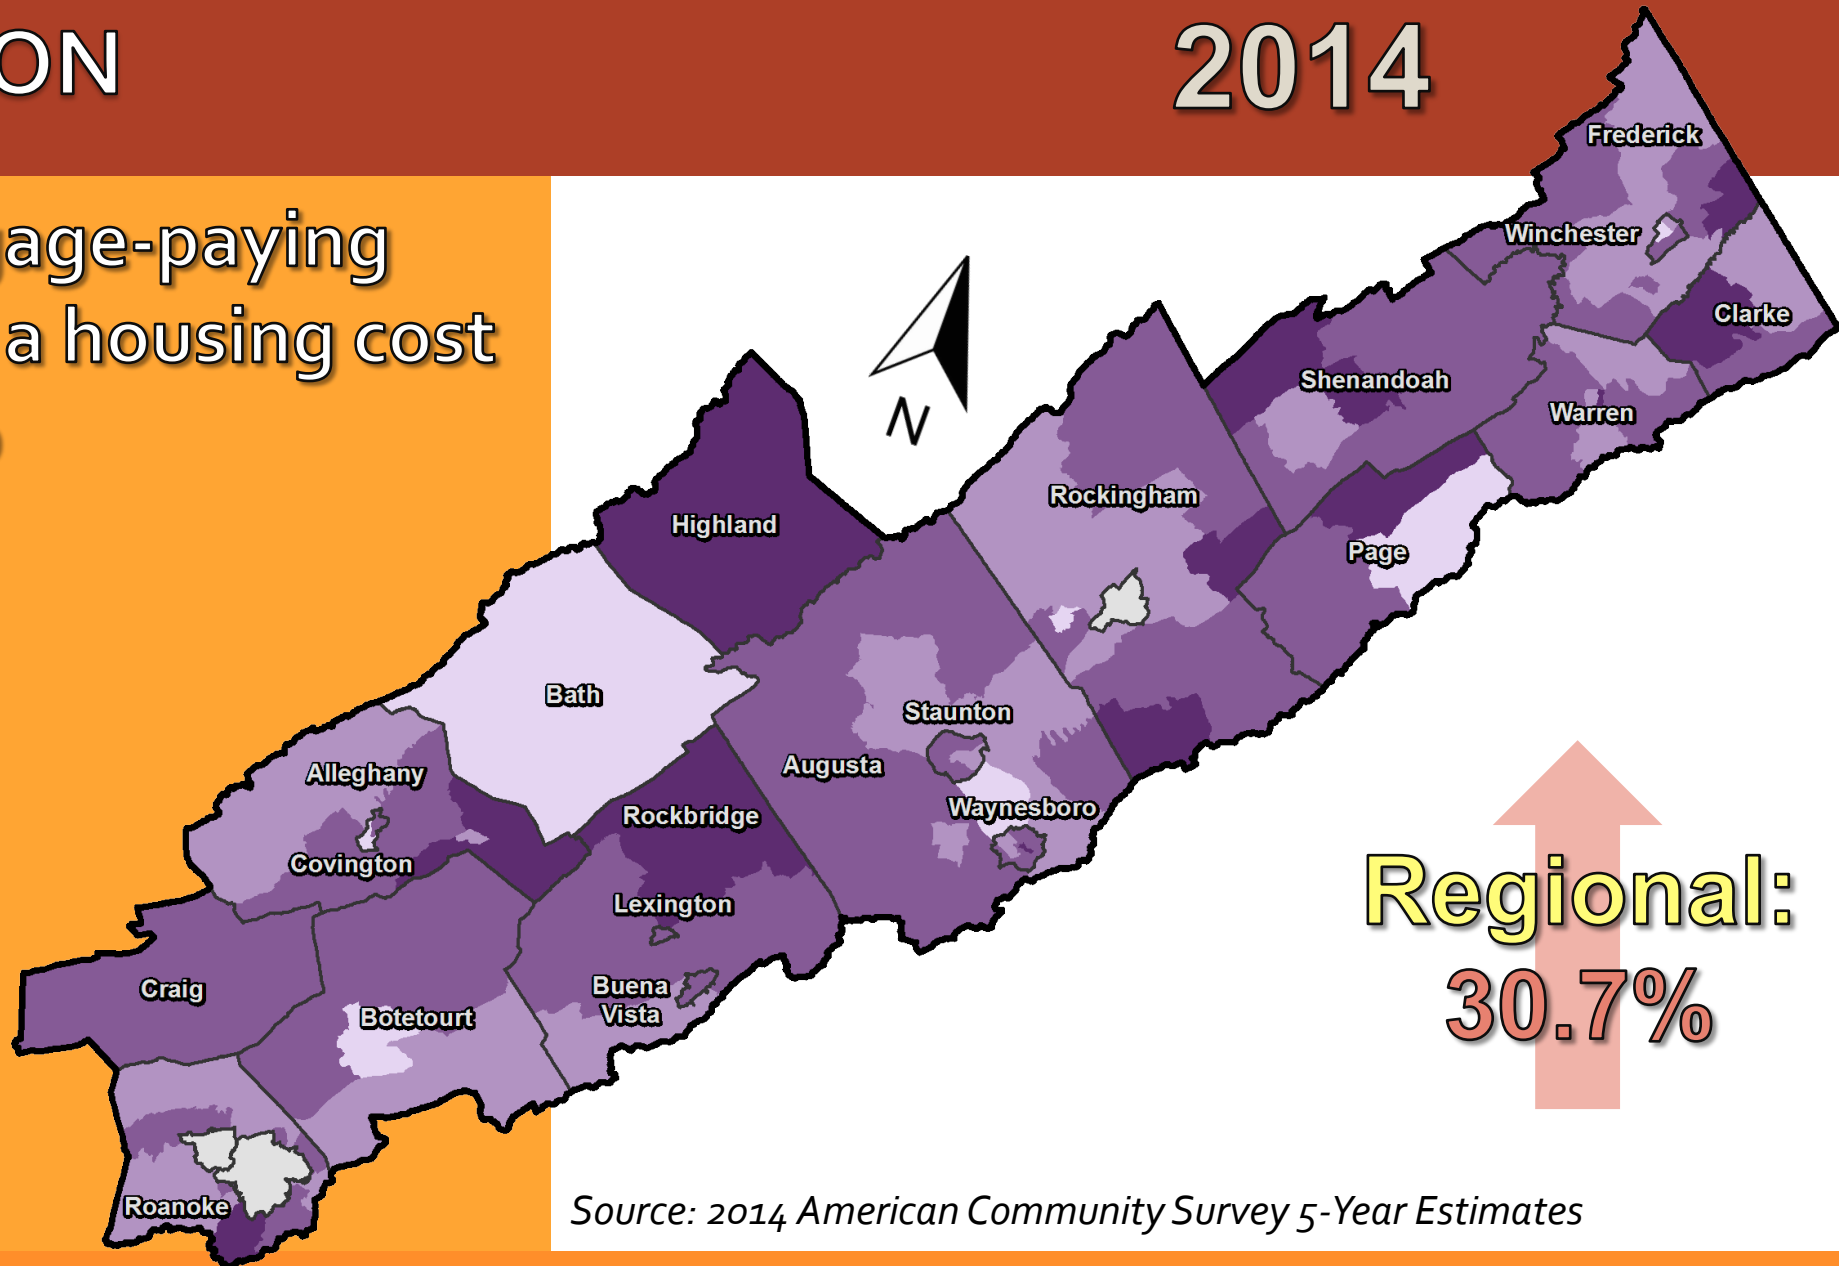 ON
2014
age-paying
a housing cost
N
Frederick
Winchester
Clarke
Shenandoah
Warren
Rockingham
Highland
Page
Bath
Staunton
Augusta
Alleghany
Waynesboro
Rockbridge
Covington
Lexington
Craig
Buena
Vista
Botetourt
Roanoke
Regional:
30.7%
Source: 2014 American Community Survey 5-Year Estimates